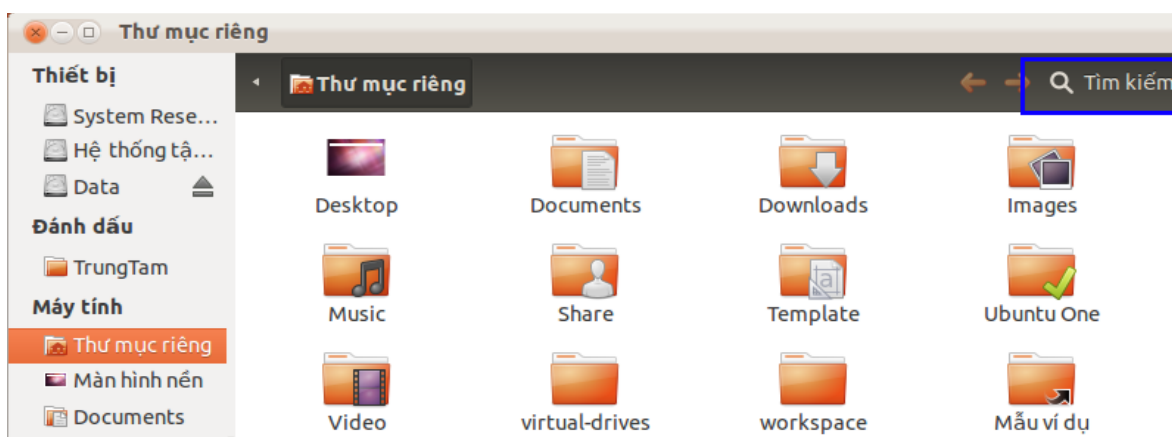 Thư mục riêng
Thiết bị
System Rese...
Hệ thống tậ...
Data
Đánh dấu
TrungTam
Máy tính
Thư mục riêng
Màn hình nền
Documents
Thư mục riêng
Tìm kiếm
Desktop
Documents
Downloads
Images
Music
Share
Template
Ubuntu One
Video
virtual-drives
workspace
Mẫu ví dụ